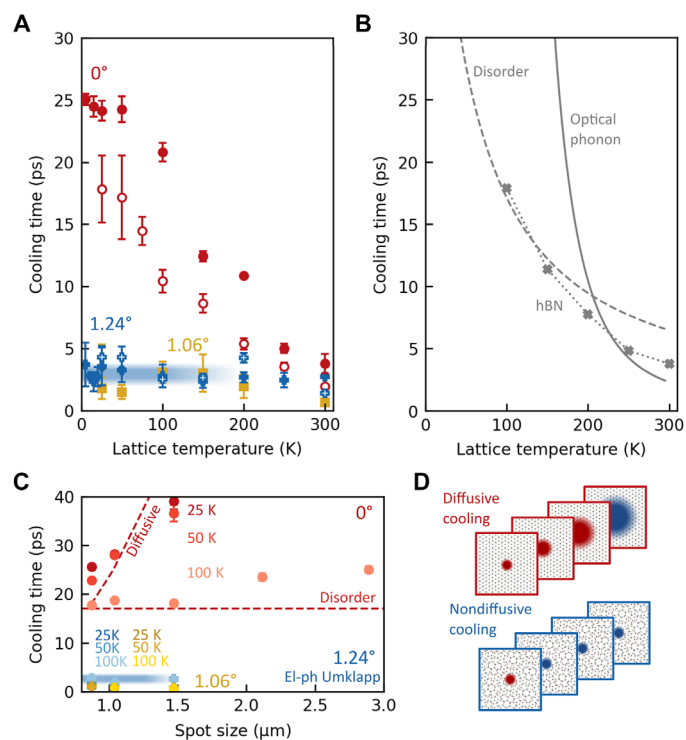 A
B
30
25
20
15
10
5
0
Cooling time (ps)
0°
1.24°
1.06°
0
50
100
150
200
250
300
Lattice temperature (K)
30
25
20
15
10
5
0
Cooling time (ps)
Disorder
Optical
phonon
hBN
0
100
200
300
Lattice temperature (K)
C
D
40
30
20
10
0
Cooling time (ps)
Diffusive
25 K
50 K
100 K
0°
Disorder
25K 25 K
50K 50 K
100K 100 K
1.24°
El-ph Umklapp
1.06°
1.0
1.5
2.0
2.5
3.0
Spot size (μm)
Diffusive
cooling
Nondiffusive
cooling